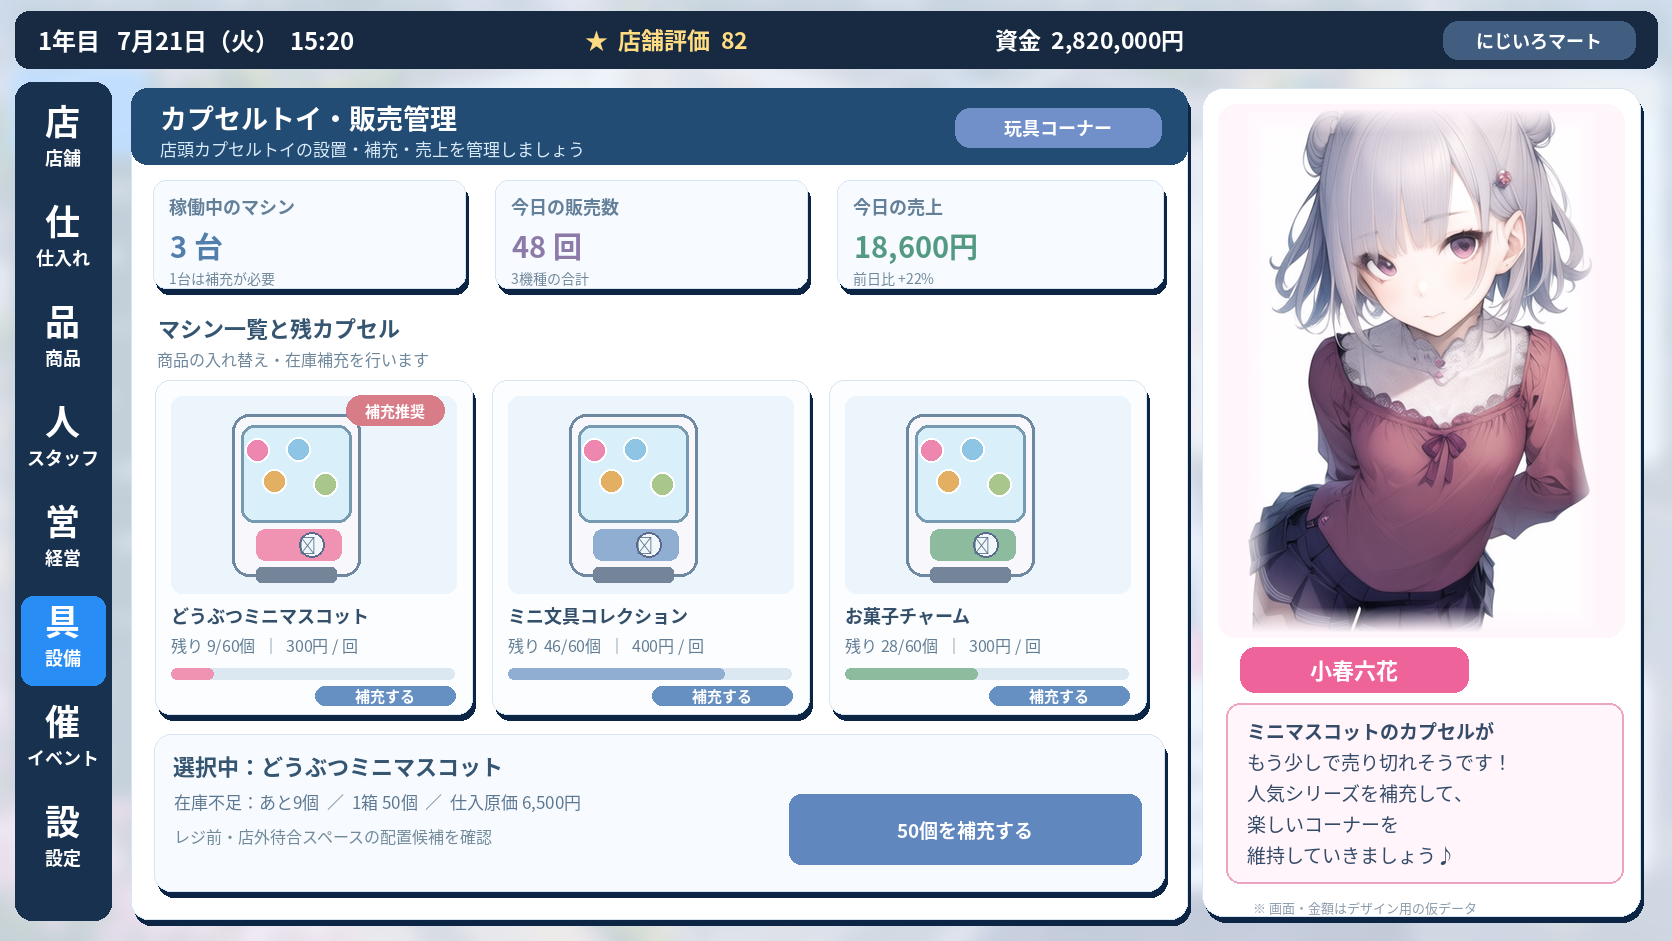 1年目 7月21日（火） 15:20
★ 店舗評価 82
資金 2,820,000円
にじいろマート
店
店舗
仕
仕入れ
品
商品
人
スタッフ
営
経営
具
設備
催
イベント
設
設定
カプセルトイ・販売管理
店頭カプセルトイの設置・補充・売上を管理しましょう
玩具コーナー
稼働中のマシン
3 台
1台は補充が必要
今日の販売数
48 回
3機種の合計
今日の売上
18,600円
前日比 +22%
マシン一覧と残カプセル
商品の入れ替え・在庫補充を行います
補充推奨
どうぶつミニマスコット
残り 9/60個 ｜ 300円 / 回
補充する
ミニ文具コレクション
残り 46/60個 ｜ 400円 / 回
補充する
お菓子チャーム
残り 28/60個 ｜ 300円 / 回
補充する
選択中：どうぶつミニマスコット
在庫不足：あと9個 ／ 1箱 50個 ／ 仕入原価 6,500円
レジ前・店外待合スペースの配置候補を確認
50個を補充する
小春六花
ミニマスコットのカプセルが
もう少しで売り切れそうです！
人気シリーズを補充して、
楽しいコーナーを
維持していきましょう♪
※ 画面・金額はデザイン用の仮データ